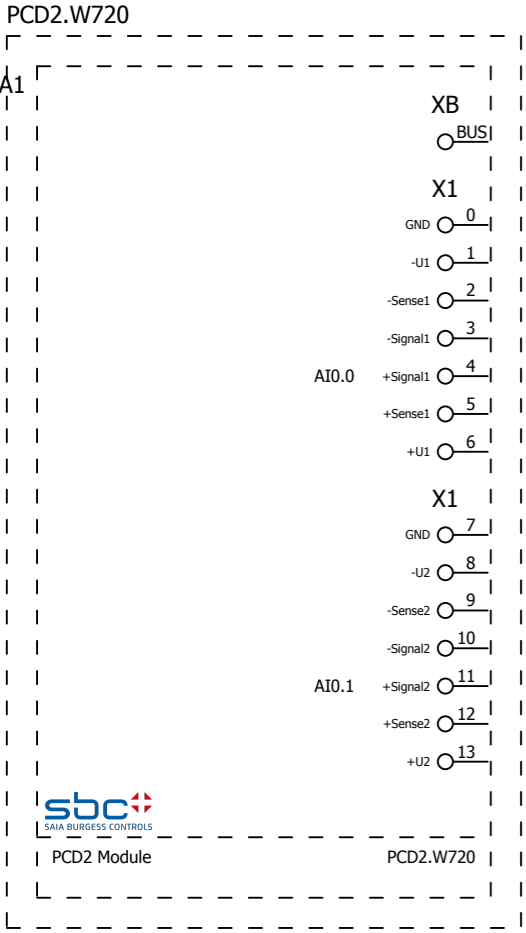 PCD2.W720
A1
XB
BUS
X1
GND 0
-U1 1
-Sense1 2
-Signal1 3
AI0.0 +Signal1 4
+Sense1 5
+U1 6
X1
GND 7
-U2 8
-Sense2 9
-Signal2 10
AI0.1 +Signal2 11
+Sense2 12
+U2 13
sbc
SAIA BURGESS CONTROLS
PCD2 Module PCD2.W720